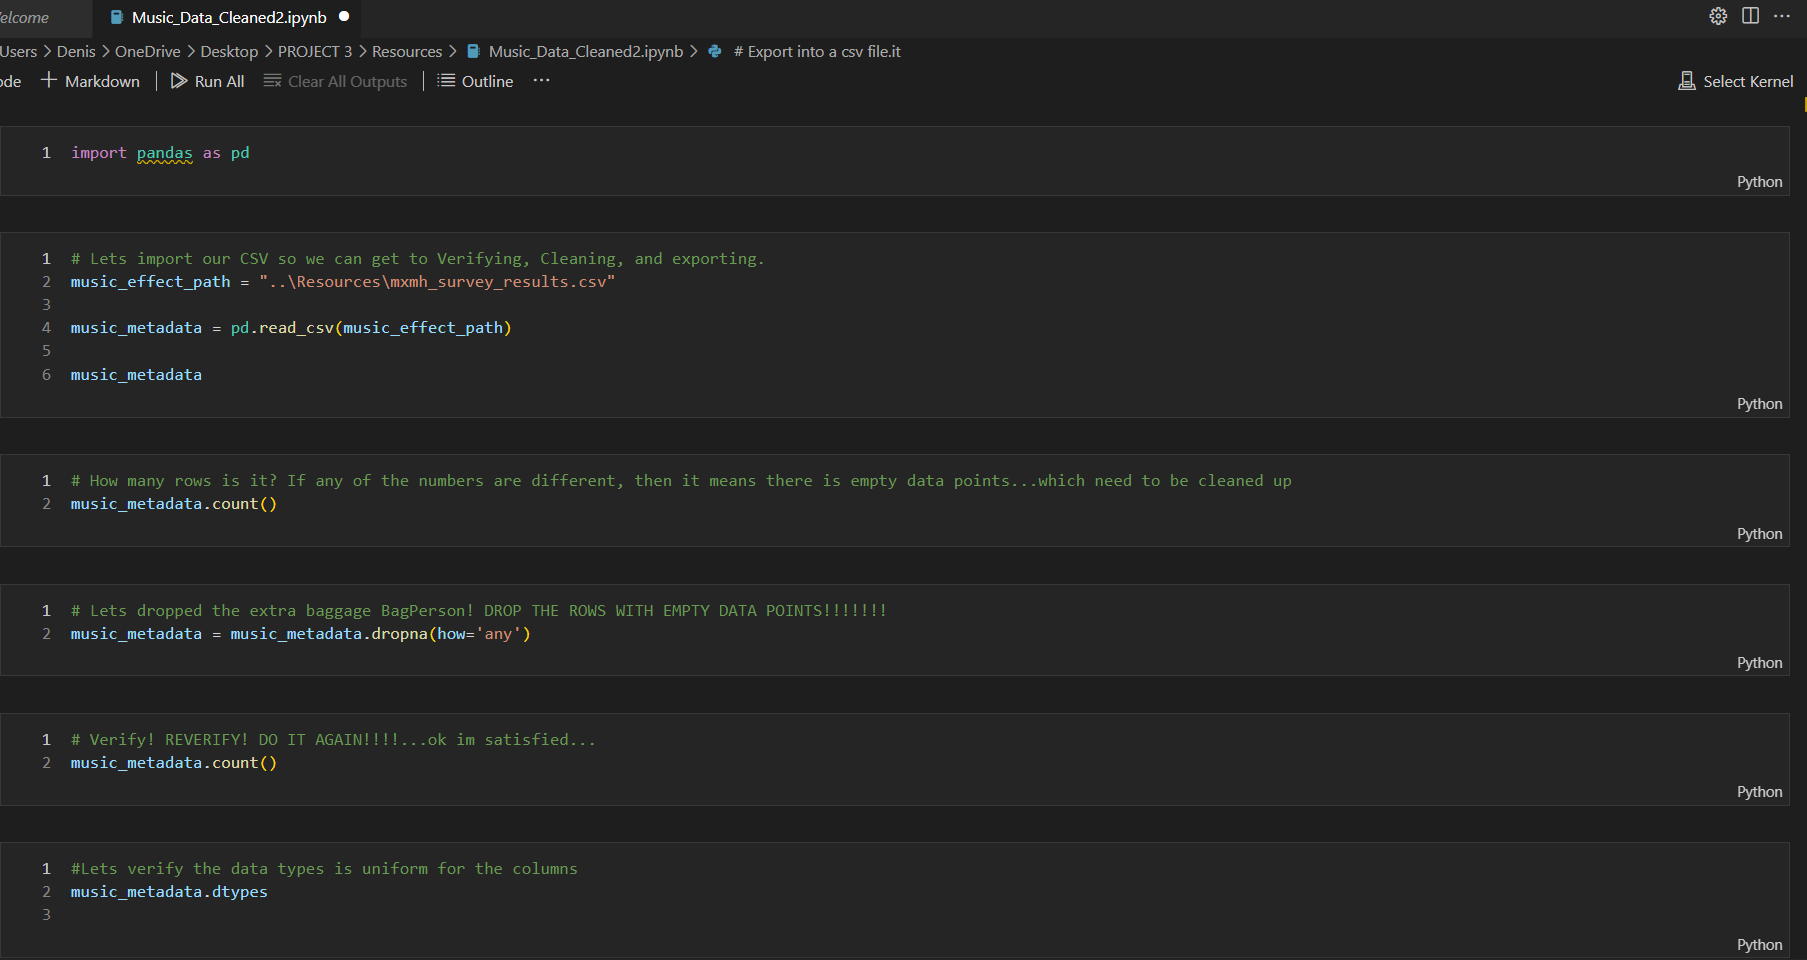 elcome Music_Data_Cleaned2.ipynb
Users > Denis > OneDrive > Desktop > PROJECT 3 > Resources > Music_Data_Cleaned2.ipynb > # Export into a csv file.it
ode + Markdown | Run All Clear All Outputs | Outline ... Select Kernel
1 import pandas as pd
Python
1 # Lets import our CSV so we can get to Verifying, Cleaning, and exporting.
2 music_effect_path = "..\Resources\mxmh_survey_results.csv"
3
4 music_metadata = pd.read_csv(music_effect_path)
5
6 music_metadata
Python
1 # How many rows is it? If any of the numbers are different, then it means there is empty data points...which need to be cleaned up
2 music_metadata.count()
Python
1 # Lets dropped the extra baggage BagPerson! DROP THE ROWS WITH EMPTY DATA POINTS!!!!!!!
2 music_metadata = music_metadata.dropna(how='any')
Python
1 # Verify! REVERIFY! DO IT AGAIN!!!!...ok im satisfied...
2 music_metadata.count()
Python
1 #Lets verify the data types is uniform for the columns
2 music_metadata.dtypes
3
Python